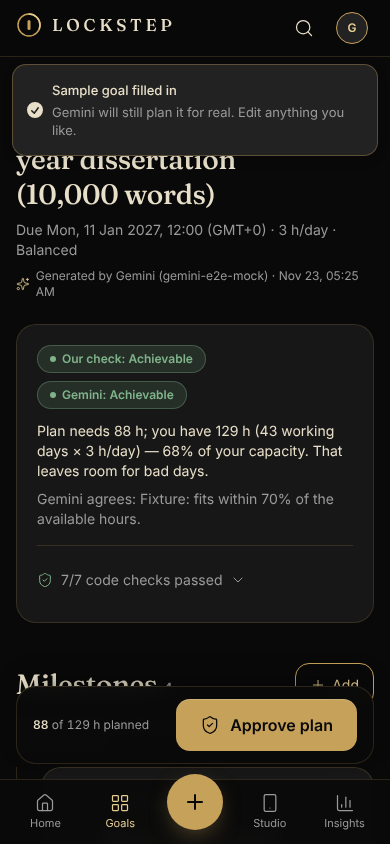 LOCKSTEP
G
Sample goal filled in
Gemini will still plan it for real. Edit anything you
like.
year dissertation
(10,000 words)
Due Mon, 11 Jan 2027, 12:00 (GMT+0) · 3 h/day ·
Balanced
Generated by Gemini (gemini-e2e-mock) · Nov 23, 05:25
AM
Our check: Achievable
Gemini: Achievable
Plan needs 88 h; you have 129 h (43 working
days × 3 h/day) — 68% of your capacity. That
leaves room for bad days.
Gemini agrees: Fixture: fits within 70% of the
available hours.
7/7 code checks passed
Milestones
+ Add
88 of 129 h planned
Approve plan
Home
Goals
Studio
Insights